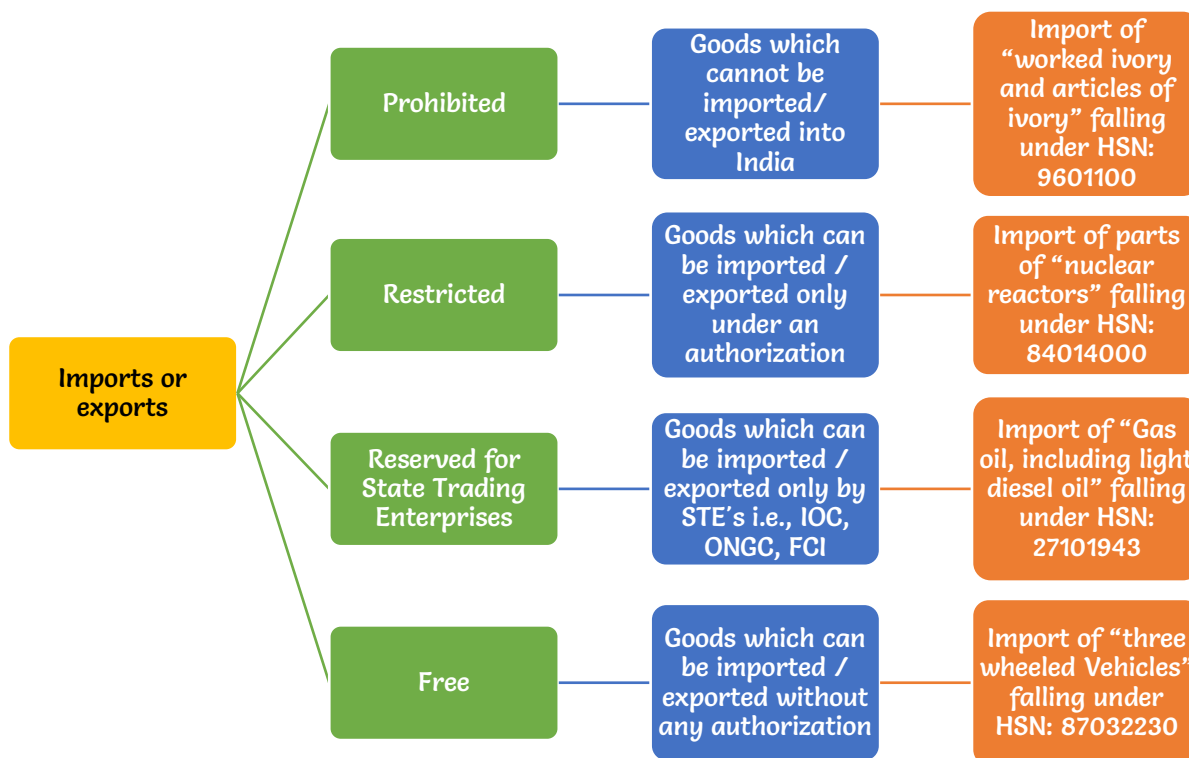 Imports or
exports
Prohibited
Goods which
cannot be
imported/
exported into
India
Import of
“worked ivory
and articles of
ivory” falling
under HSN:
9601100
Restricted
Goods which can
be imported /
exported only
under an
authorization
Import of parts
of “nuclear
reactors” falling
under HSN:
84014000
Reserved for
State Trading
Enterprises
Goods which can
be imported /
exported only by
STE’s i.e., IOC,
ONGC, FCI
Import of “Gas
oil, including light
diesel oil” falling
under HSN:
27101943
Free
Goods which can
be imported /
exported without
any authorization
Import of “three
wheeled Vehicles”
falling under
HSN: 87032230